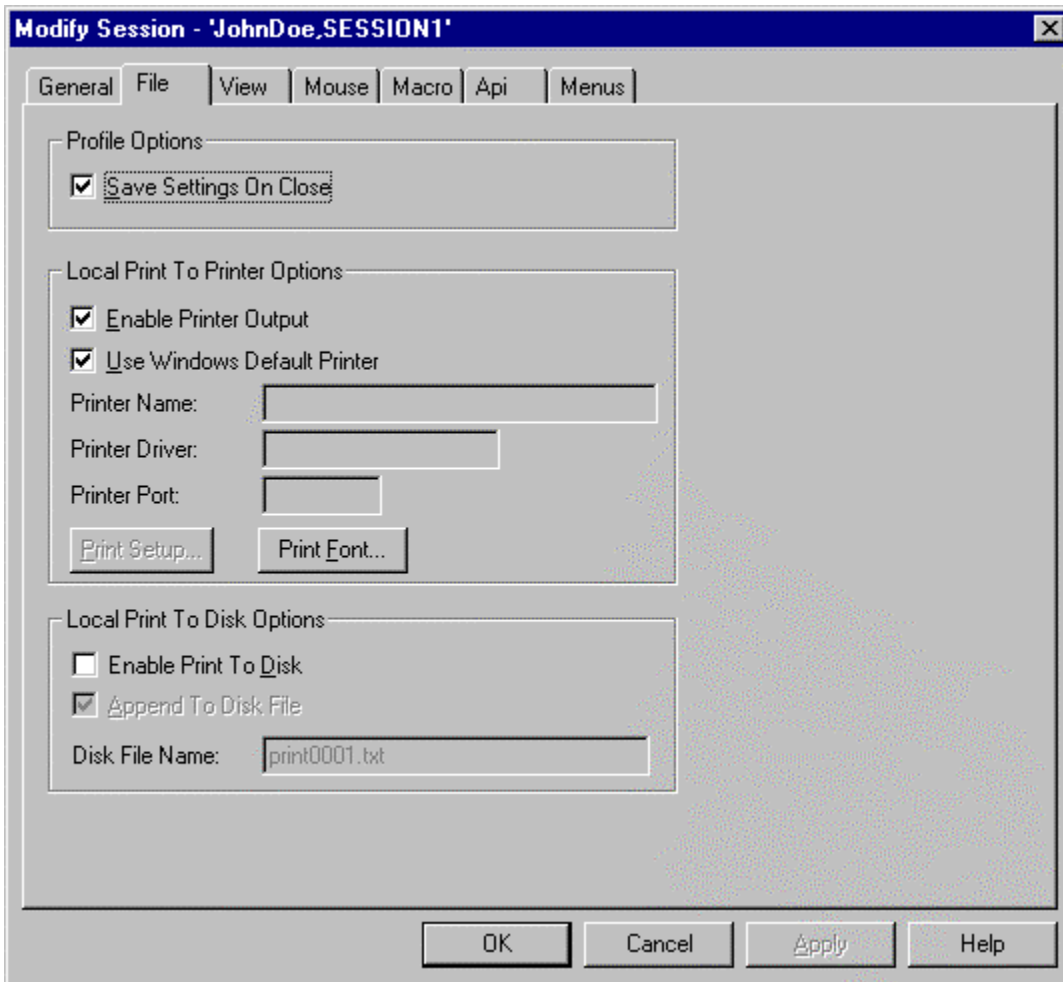 Modify Session - 'JohnDoe,SESSION1'
General File View Mouse Macro Api Menus
Profile Options
Save Settings On Close
Local Print To Printer Options
Enable Printer Output
Use Windows Default Printer
Printer Name:
Printer Driver:
Printer Port:
Print Setup... Print Font...
Local Print To Disk Options
Enable Print To Disk
Append To Disk File
Disk File Name: print0001.txt
OK Cancel Apply Help